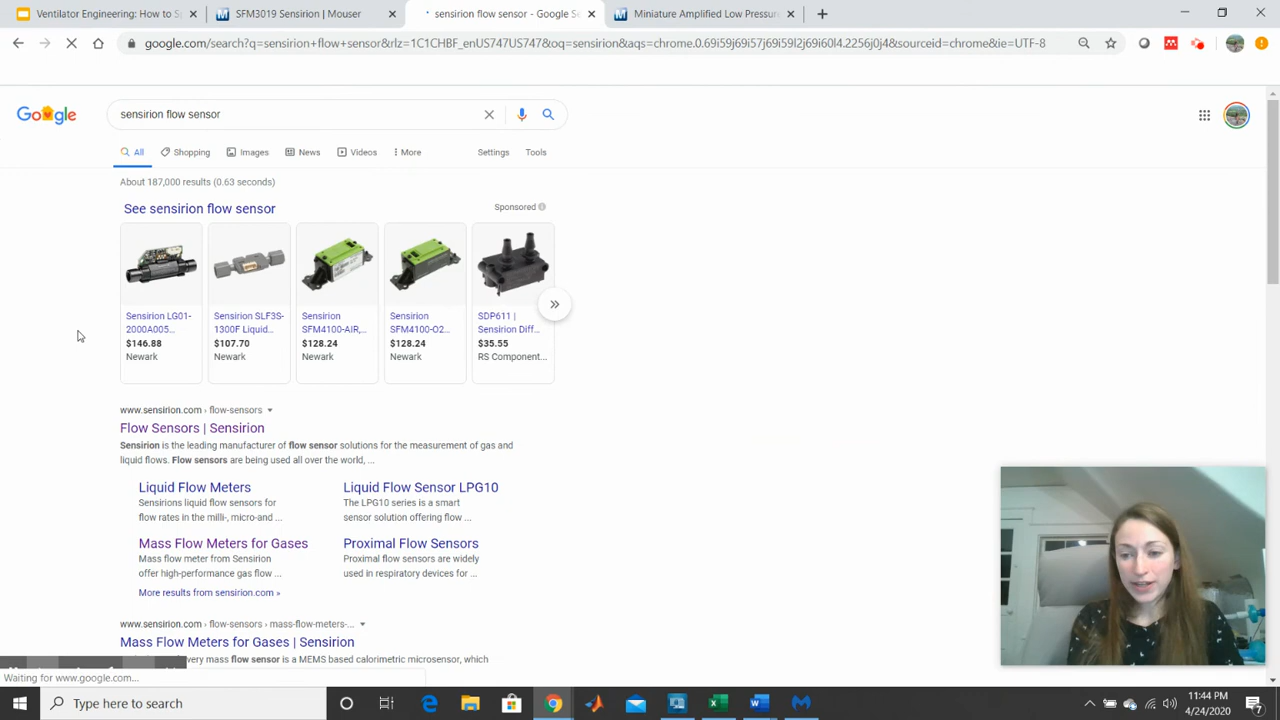 Ventilator Engineering: How to S
SFM3019 Sensirion | Mouser
sensirion flow sensor - Google Se
Miniature Amplified Low Pressure
google.com/search?q=sensirion+flow+sensor&rlz=1C1CHBF_enUS747US747&oq=sensirion&aqs=chrome.0.69i59j69i57j69i59l2j69i60l4.2256j0j4&sourceid=chrome&ie=UTF-8
Google
sensirion flow sensor
All
Shopping
Images
News
Videos
More
Settings
Tools
About 187,000 results (0.63 seconds)
See sensirion flow sensor
Sponsored
Sensirion LG01-
2000A005...
$146.88
Newark
Sensirion SLF3S-
1300F Liquid...
$107.70
Newark
Sensirion
SFM4100-AIR,...
$128.24
Newark
Sensirion
SFM4100-O2...
$128.24
Newark
SDP611 |
Sensirion Diff...
$35.55
RS Component...
www.sensirion.com › flow-sensors
Flow Sensors | Sensirion
Sensirion is the leading manufacturer of flow sensor solutions for the measurement of gas and
liquid flows. Flow sensors are being used all over the world, ...
Liquid Flow Meters
Sensirions liquid flow sensors for
flow rates in the milli-, micro-and ...
Liquid Flow Sensor LPG10
The LPG10 series is a smart
sensor solution offering flow ...
Mass Flow Meters for Gases
Mass flow meter from Sensirion
offer high-performance gas flow ...
Proximal Flow Sensors
Proximal flow sensors are widely
used in respiratory devices for ...
More results from sensirion.com »
www.sensirion.com › flow-sensors › mass-flow-meters-...
Mass Flow Meters for Gases | Sensirion
very mass flow sensor is a MEMS based calorimetric microsensor, which
Waiting for www.google.com...
Type here to search
11:44 PM
4/24/2020
7